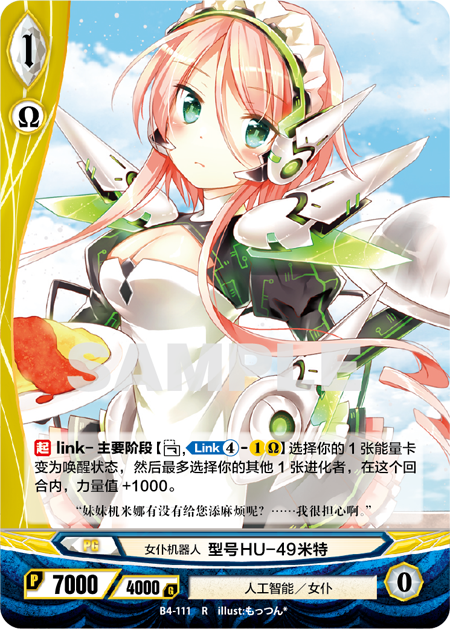 1
Ω
SAMPLE
起 link- 主要阶段【 ,Link 4 - 1 Ω】选择你的 1 张能量卡
变为唤醒状态，然后最多选择你的其他 1 张进化者，在这个回
合内，力量值 +1000。
“妹妹机米娜有没有给您添麻烦呢？……我很担心啊。”
PG 女仆机器人 型号HU-49米特
P 7000 / 4000 G 人工智能／女仆 0
B4-111 R illust:もっつん*